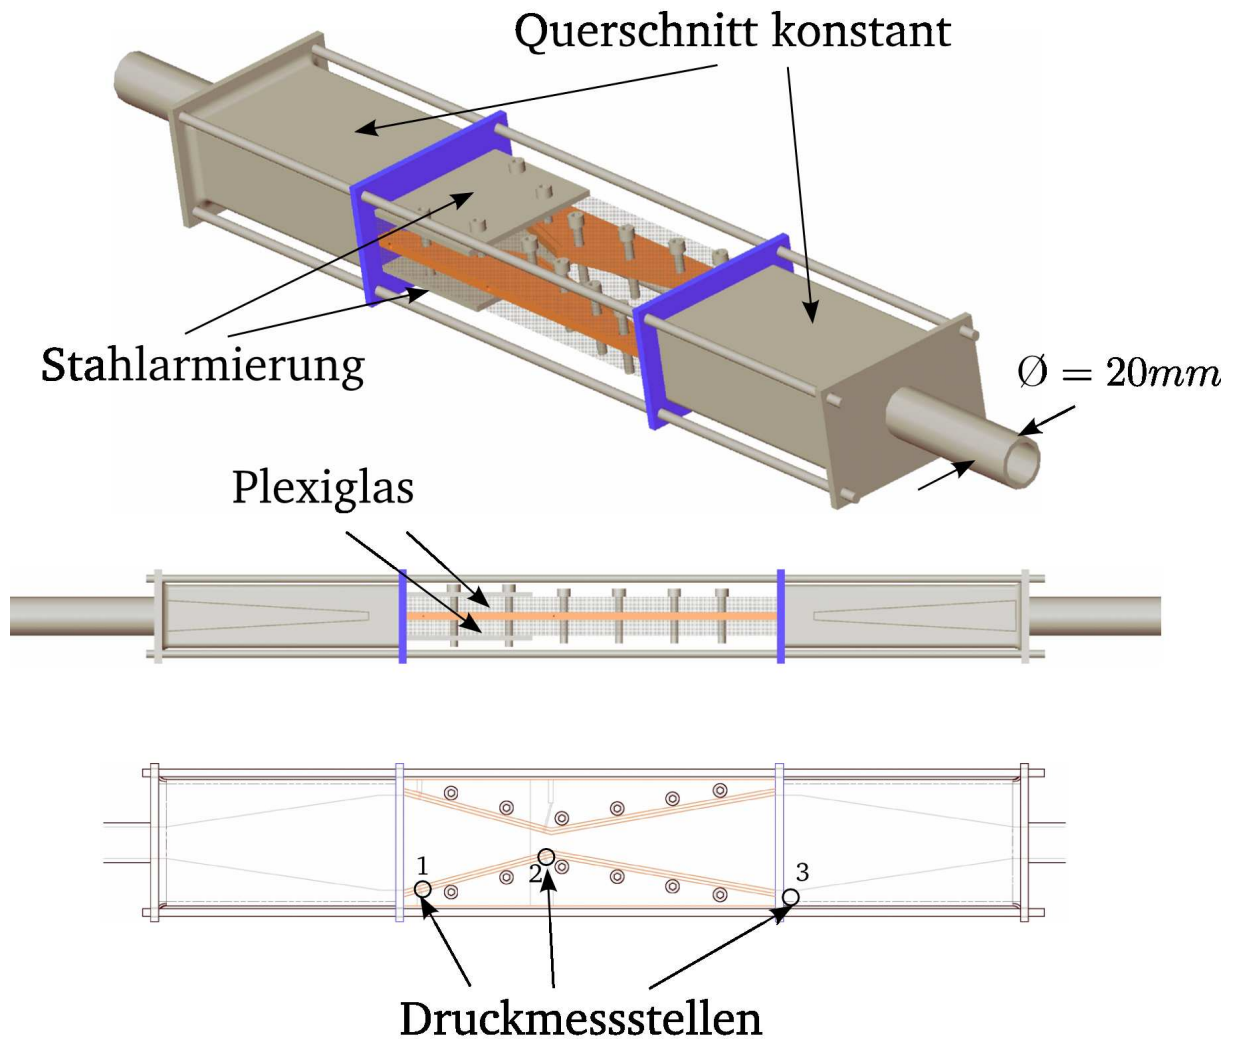 Querschnitt konstant
Stahlarmierung
Ø = 20mm
Plexiglas
1
2
3
Druckmessstellen